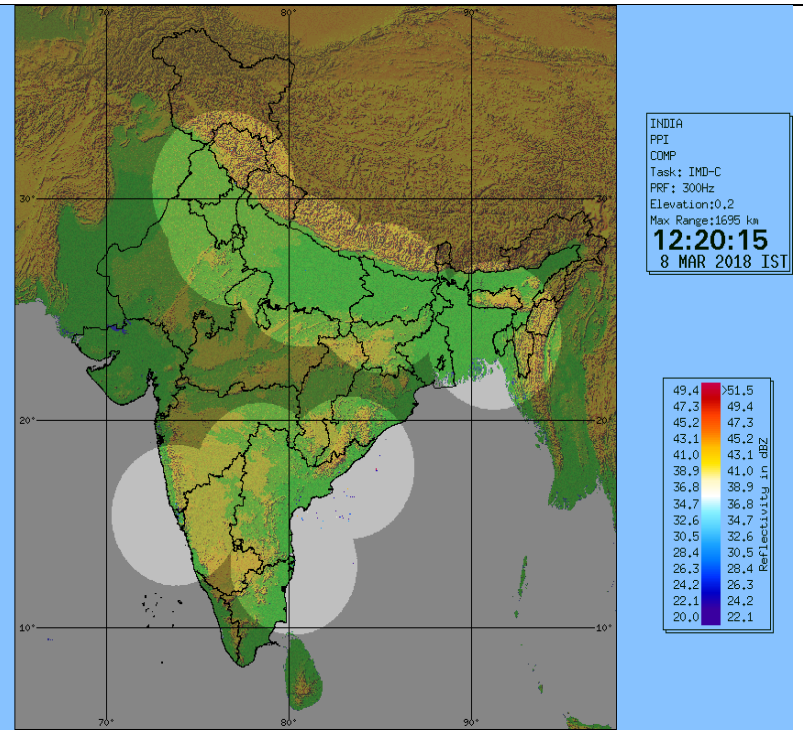 70° 80° 90°
30° 30°
20° 20°
10° 10°
70° 80° 90°
INDIA
PPI
COMP
Task: IMD-C
PRF: 300Hz
Elevation:0.2
Max Range:1695 km
12:20:15
8 MAR 2018 IST
49.4 >51.5
47.3 49.4
45.2 47.3
43.1 45.2
41.0 43.1
38.9 41.0
36.8 38.9
34.7 36.8
32.6 34.7
30.5 32.6
28.4 30.5
26.3 28.4
24.2 26.3
22.1 24.2
20.0 22.1
Reflectivity in dBZ